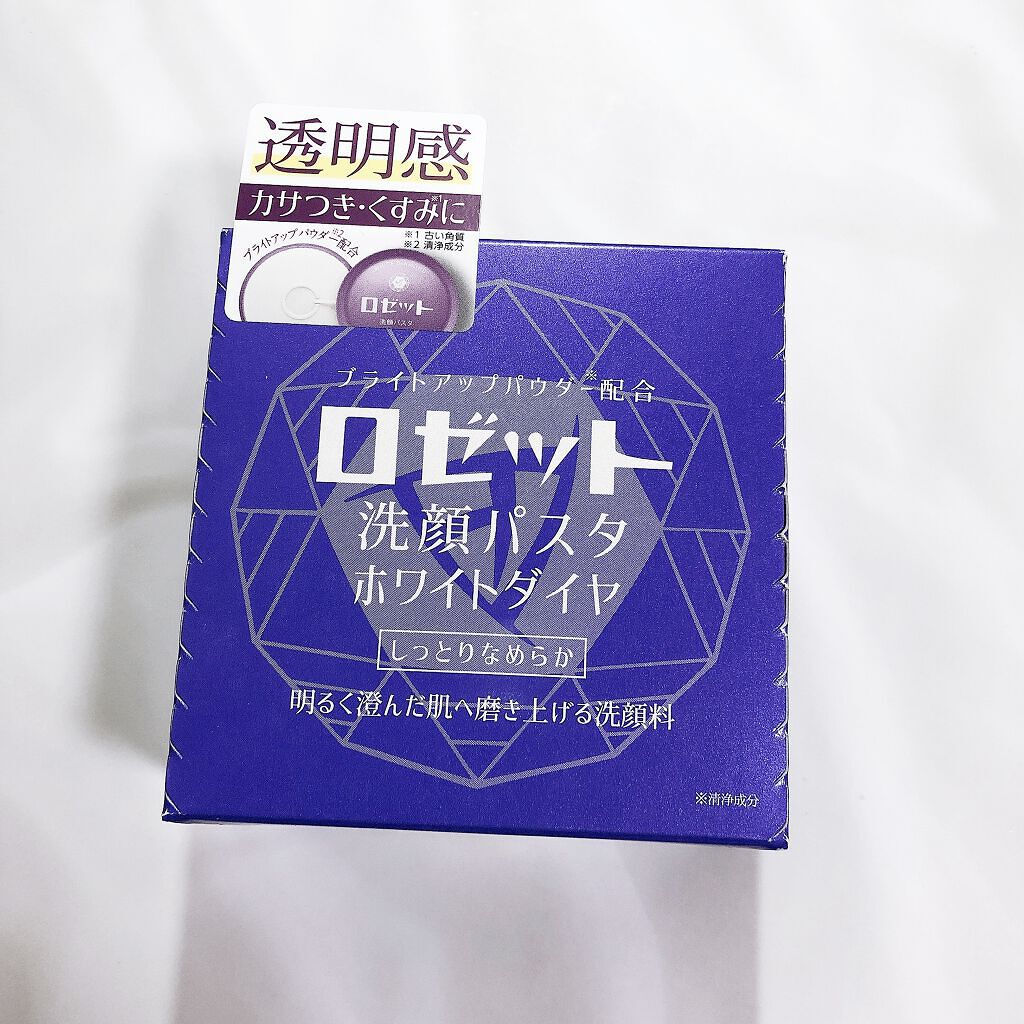 透明感
カサつき・くすみ※1に
ブライトアップパウダー※2配合
※1 古い角質
※2 清浄成分
ロゼット
洗顔パスタ
ブライトアップパウダー※配合
ロゼット
洗顔パスタ
ホワイトダイヤ
しっとりなめらか
明るく澄んだ肌へ磨き上げる洗顔料
※清浄成分